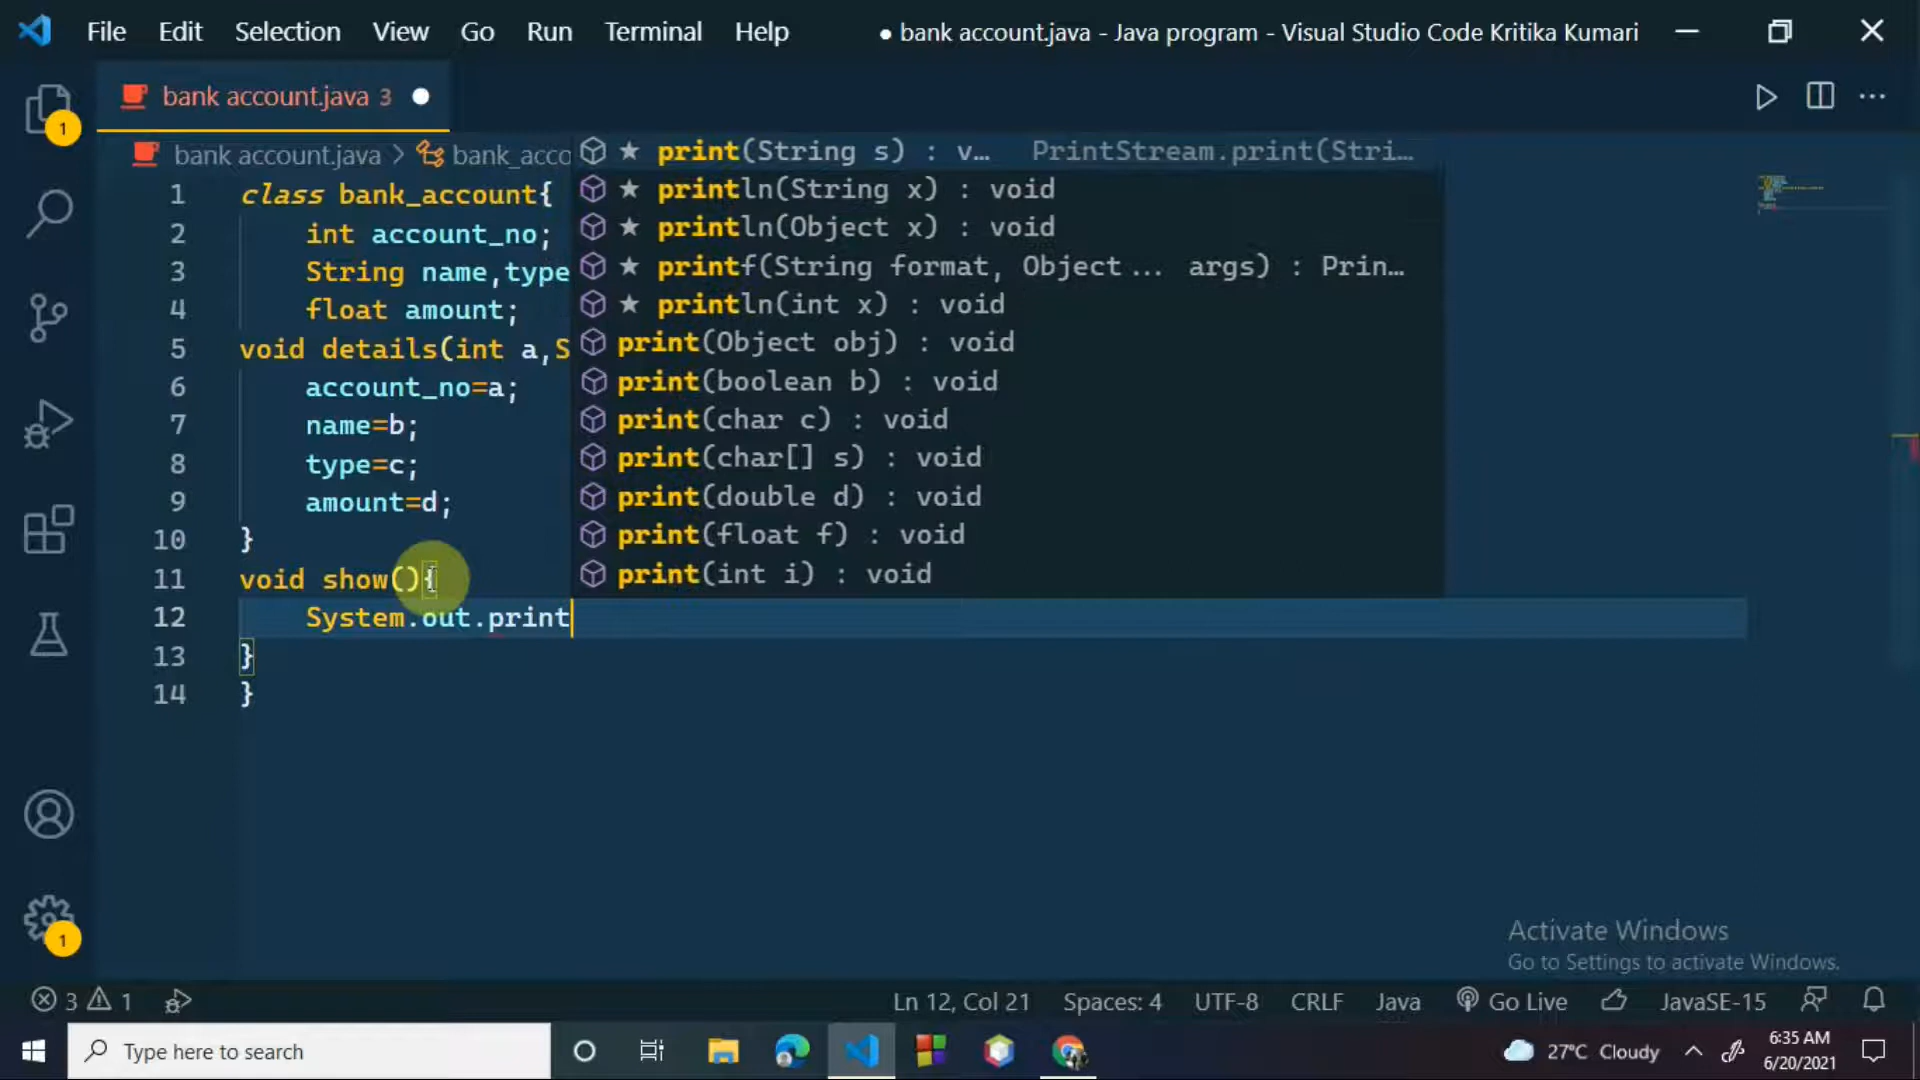 File Edit Selection View Go Run Terminal Help ● bank account.java - Java program - Visual Studio Code Kritika Kumari
bank account.java 3 ●
1
bank account.java > bank_acco
1 class bank_account{
2 int account_no;
3 String name,type
4 float amount;
5 void details(int a,S
6 account_no=a;
7 name=b;
8 type=c;
9 amount=d;
10 }
11 void show(){
12 System.out.print
13 }
14 }
★ print(String s) : v... PrintStream.print(Stri...
★ println(String x) : void
★ println(Object x) : void
★ printf(String format, Object... args) : Prin...
★ println(int x) : void
print(Object obj) : void
print(boolean b) : void
print(char c) : void
print(char[] s) : void
print(double d) : void
print(float f) : void
print(int i) : void
1
Activate Windows
Go to Settings to activate Windows.
3 1 Ln 12, Col 21 Spaces: 4 UTF-8 CRLF Java Go Live JavaSE-15
Type here to search 27°C Cloudy 6:35 AM
6/20/2021